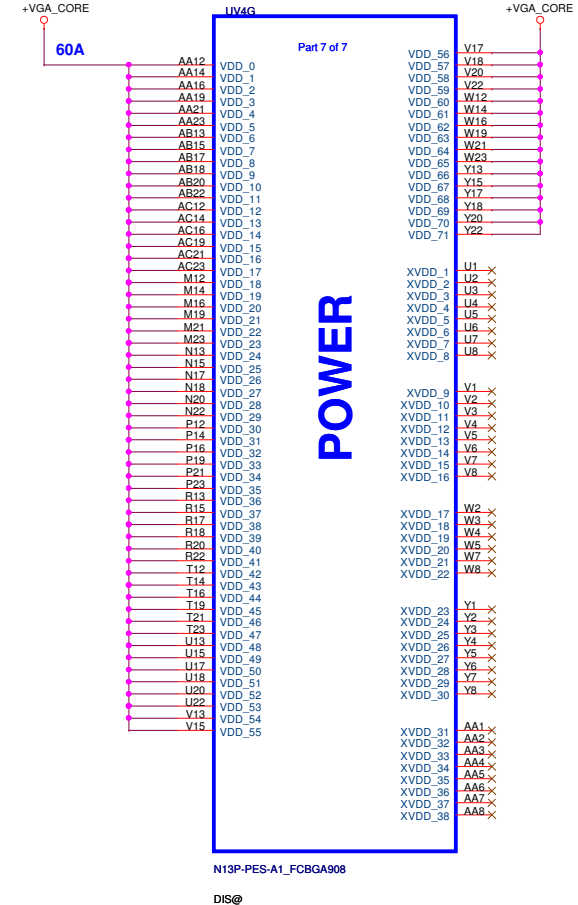 +VGA_CORE
+VGA_CORE
UV4G
60A
Part 7 of 7
AA12 VDD_0
AA14 VDD_1
AA16 VDD_2
AA19 VDD_3
AA21 VDD_4
AA23 VDD_5
AB13 VDD_6
AB15 VDD_7
AB17 VDD_8
AB18 VDD_9
AB20 VDD_10
AB22 VDD_11
AC12 VDD_12
AC14 VDD_13
AC16 VDD_14
AC19 VDD_15
AC21 VDD_16
AC23 VDD_17
M12 VDD_18
M14 VDD_19
M16 VDD_20
M19 VDD_21
M21 VDD_22
M23 VDD_23
N13 VDD_24
N15 VDD_25
N17 VDD_26
N18 VDD_27
N20 VDD_28
N22 VDD_29
P12 VDD_30
P14 VDD_31
P16 VDD_32
P19 VDD_33
P21 VDD_34
P23 VDD_35
R13 VDD_36
R15 VDD_37
R17 VDD_38
R18 VDD_39
R20 VDD_40
R22 VDD_41
T12 VDD_42
T14 VDD_43
T16 VDD_44
T19 VDD_45
T21 VDD_46
T23 VDD_47
U13 VDD_48
U15 VDD_49
U17 VDD_50
U18 VDD_51
U20 VDD_52
U22 VDD_53
V13 VDD_54
V15 VDD_55
POWER
VDD_56 V17
VDD_57 V18
VDD_58 V20
VDD_59 V22
VDD_60 W12
VDD_61 W14
VDD_62 W16
VDD_63 W19
VDD_64 W21
VDD_65 W23
VDD_66 Y13
VDD_67 Y15
VDD_68 Y17
VDD_69 Y18
VDD_70 Y20
VDD_71 Y22
XVDD_1 U1
XVDD_2 U2
XVDD_3 U3
XVDD_4 U4
XVDD_5 U5
XVDD_6 U6
XVDD_7 U7
XVDD_8 U8
XVDD_9 V1
XVDD_10 V2
XVDD_11 V3
XVDD_12 V4
XVDD_13 V5
XVDD_14 V6
XVDD_15 V7
XVDD_16 V8
XVDD_17 W2
XVDD_18 W3
XVDD_19 W4
XVDD_20 W5
XVDD_21 W7
XVDD_22 W8
XVDD_23 Y1
XVDD_24 Y2
XVDD_25 Y3
XVDD_26 Y4
XVDD_27 Y5
XVDD_28 Y6
XVDD_29 Y7
XVDD_30 Y8
XVDD_31 AA1
XVDD_32 AA2
XVDD_33 AA3
XVDD_34 AA4
XVDD_35 AA5
XVDD_36 AA6
XVDD_37 AA7
XVDD_38 AA8
N13P-PES-A1_FCBGA908
DIS@